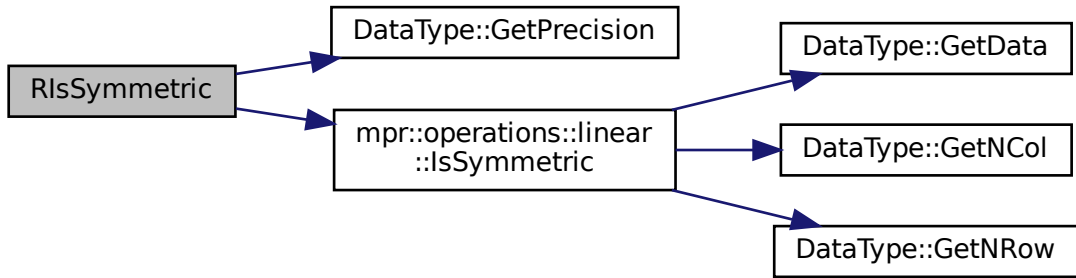 RIsSymmetric
DataType::GetPrecision
mpr::operations::linear
::IsSymmetric
DataType::GetData
DataType::GetNCol
DataType::GetNRow